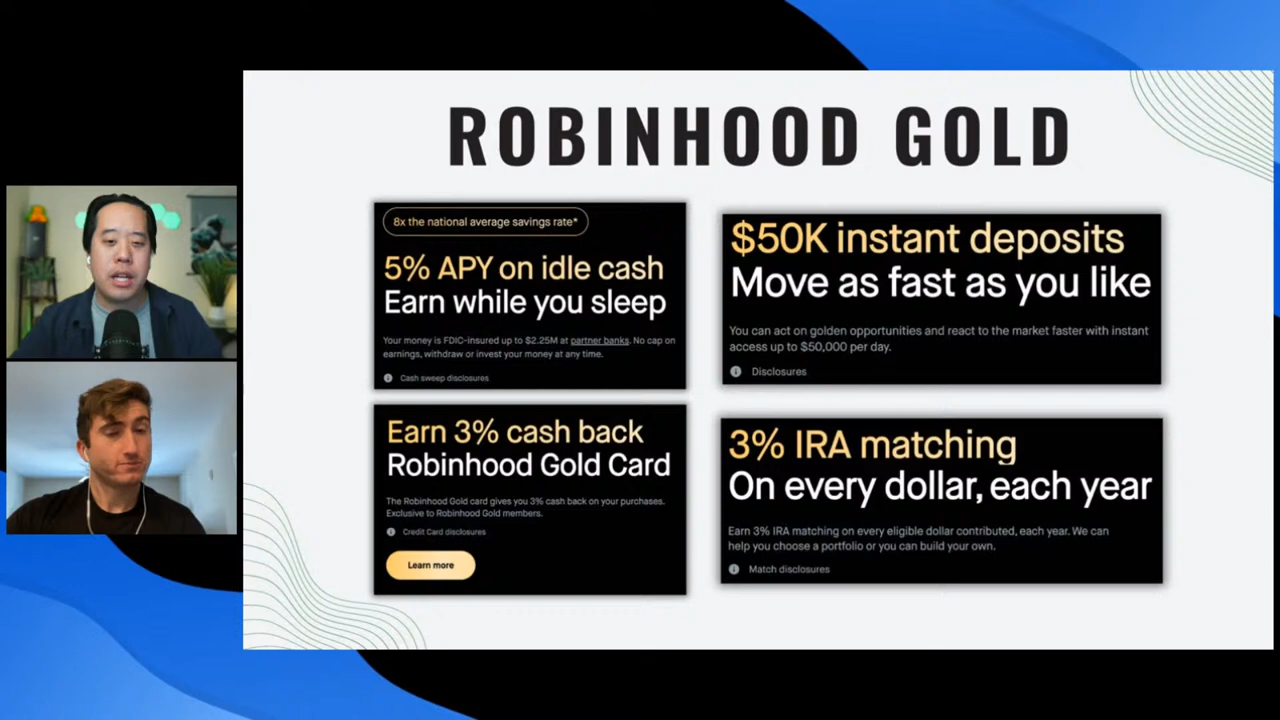 ROBINHOOD GOLD
8x the national average savings rate*
5% APY on idle cash
Earn while you sleep
Your money is FDIC-insured up to $2.25M at partner banks. No cap on
earnings, withdraw or invest your money at any time.
Cash sweep disclosures
$50K instant deposits
Move as fast as you like
You can act on golden opportunities and react to the market faster with instant
access up to $50,000 per day.
Disclosures
Earn 3% cash back
Robinhood Gold Card
The Robinhood Gold card gives you 3% cash back on your purchases.
Exclusive to Robinhood Gold members.
Credit Card disclosures
Learn more
3% IRA matching
On every dollar, each year
Earn 3% IRA matching on every eligible dollar contributed, each year. We can
help you choose a portfolio or you can build your own.
Match disclosures